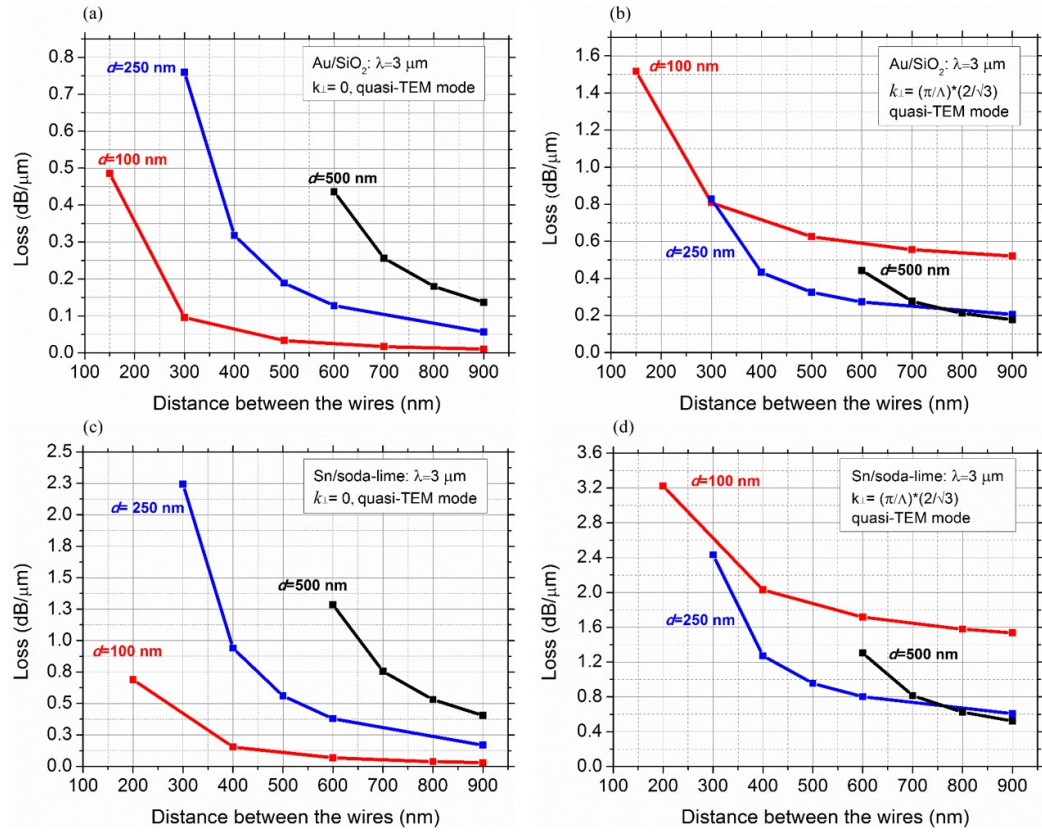 (a)
Au/SiO₂: λ=3 μm
k⊥= 0, quasi-TEM mode
d=250 nm
d=100 nm
d=500 nm
Loss (dB/μm)
0.8
0.7
0.6
0.5
0.4
0.3
0.2
0.1
0.0
100 200 300 400 500 600 700 800 900
Distance between the wires (nm)
(b)
Au/SiO₂: λ=3 μm
k⊥= (π/Λ)*(2/√3)
quasi-TEM mode
d=100 nm
d=250 nm
d=500 nm
Loss (dB/μm)
1.6
1.4
1.2
1.0
0.8
0.6
0.4
0.2
0.0
100 200 300 400 500 600 700 800 900
Distance between the wires (nm)
(c)
Sn/soda-lime: λ=3 μm
k⊥= 0, quasi-TEM mode
d= 250 nm
d=500 nm
d=100 nm
Loss (dB/μm)
2.5
2.3
2.0
1.8
1.5
1.3
1.0
0.8
0.5
0.3
0.0
100 200 300 400 500 600 700 800 900
Distance between the wires (nm)
(d)
Sn/soda-lime: λ=3 μm
k⊥= (π/Λ)*(2/√3)
quasi-TEM mode
d=100 nm
d=250 nm
d=500 nm
Loss (dB/μm)
3.6
3.2
2.8
2.4
2.0
1.6
1.2
0.8
0.4
0.0
100 200 300 400 500 600 700 800 900
Distance between the wires (nm)